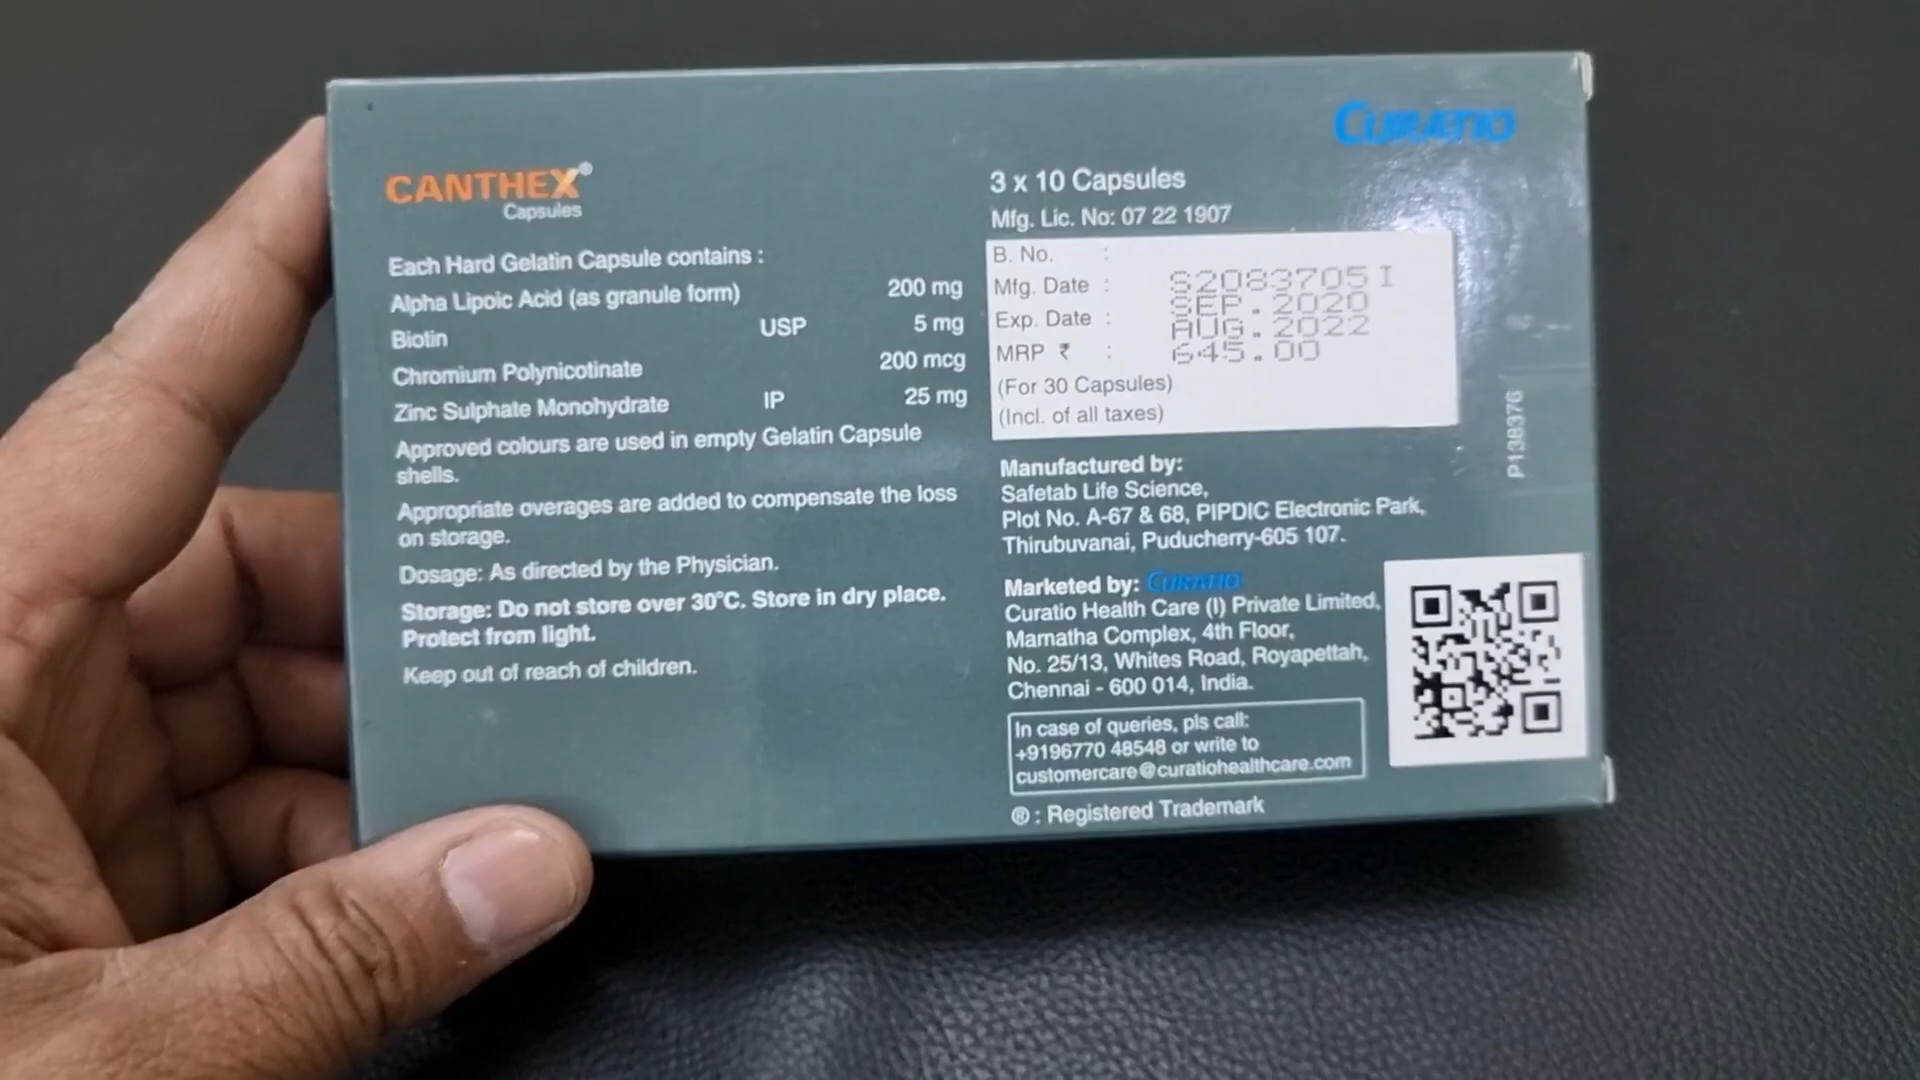 CURATIO
CANTHEX®
Capsules
Each Hard Gelatin Capsule contains :
Alpha Lipoic Acid (as granule form) 200 mg
Biotin USP 5 mg
Chromium Polynicotinate 200 mcg
Zinc Sulphate Monohydrate IP 25 mg
Approved colours are used in empty Gelatin Capsule
shells.
Appropriate overages are added to compensate the loss
on storage.
Dosage: As directed by the Physician.
Storage: Do not store over 30°C. Store in dry place.
Protect from light.
Keep out of reach of children.
3 x 10 Capsules
Mfg. Lic. No: 07 22 1907
B. No. : S2083705I
Mfg. Date : SEP. 2020
Exp. Date : AUG. 2022
MRP ₹ : 645.00
(For 30 Capsules)
(Incl. of all taxes)
P138376
Manufactured by:
Safetab Life Science,
Plot No. A-67 & 68, PIPDIC Electronic Park,
Thirubuvanai, Puducherry-605 107.
Marketed by: CURATIO
Curatio Health Care (I) Private Limited,
Mamatha Complex, 4th Floor,
No. 25/13, Whites Road, Royapettah,
Chennai - 600 014, India.
In case of queries, pls call:
+9196770 48548 or write to
customercare@curatiohealthcare.com
® : Registered Trademark